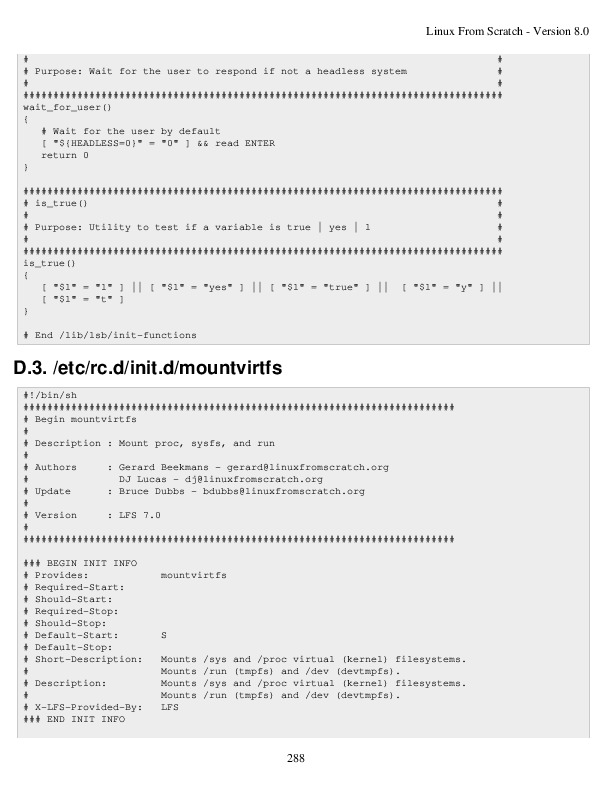 Linux From Scratch - Version 8.0
#                                                                             #
# Purpose: Wait for the user to respond if not a headless system              #
#                                                                             #
################################################################################
wait_for_user()
{
   # Wait for the user by default
   [ "${HEADLESS=0}" = "0" ] && read ENTER
   return 0
}
################################################################################
# is_true()                                                                   #
#                                                                             #
# Purpose: Utility to test if a variable is true | yes | 1                    #
#                                                                             #
################################################################################
is_true()
{
   [ "$1" = "1" ] || [ "$1" = "yes" ] || [ "$1" = "true" ] ||  [ "$1" = "y" ] ||
   [ "$1" = "t" ]
}
# End /lib/lsb/init-functions
D.3. /etc/rc.d/init.d/mountvirtfs
#!/bin/sh
########################################################################
# Begin mountvirtfs
#
# Description : Mount proc, sysfs, and run
#
# Authors     : Gerard Beekmans - gerard@linuxfromscratch.org
#               DJ Lucas - dj@linuxfromscratch.org
# Update      : Bruce Dubbs - bdubbs@linuxfromscratch.org
#
# Version     : LFS 7.0
#
########################################################################
### BEGIN INIT INFO
# Provides:            mountvirtfs
# Required-Start:
# Should-Start:
# Required-Stop:
# Should-Stop:
# Default-Start:       S
# Default-Stop:
# Short-Description:   Mounts /sys and /proc virtual (kernel) filesystems.
#                      Mounts /run (tmpfs) and /dev (devtmpfs).
# Description:         Mounts /sys and /proc virtual (kernel) filesystems.
#                      Mounts /run (tmpfs) and /dev (devtmpfs).
# X-LFS-Provided-By:   LFS
### END INIT INFO
288